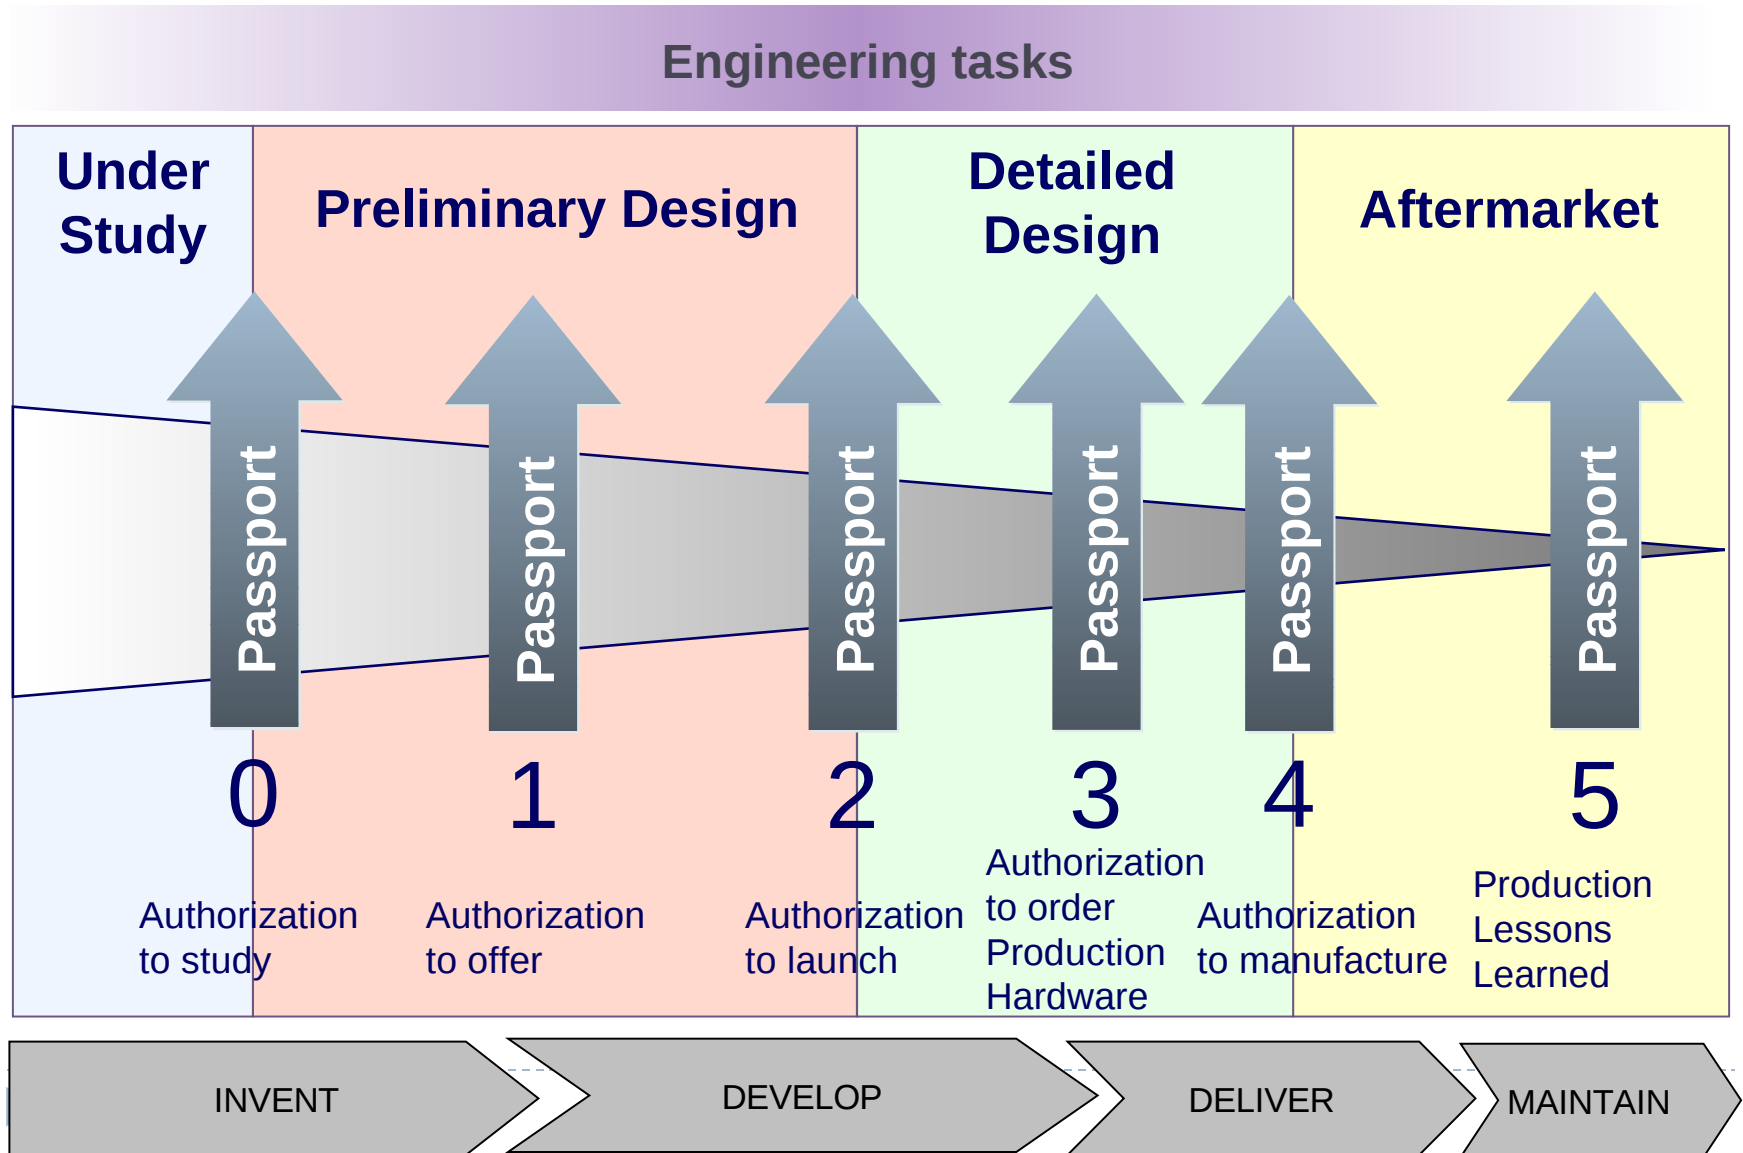 Engineering tasks
Under
Study
Preliminary Design
Detailed
Design
Aftermarket
Passport
Passport
Passport
Passport
Passport
Passport
0
1
2
3
4
5
Authorization
to study
Authorization
to offer
Authorization
to launch
Authorization
to order
Production
Hardware
Authorization
to manufacture
Production
Lessons
Learned
INVENT
DEVELOP
DELIVER
MAINTAIN